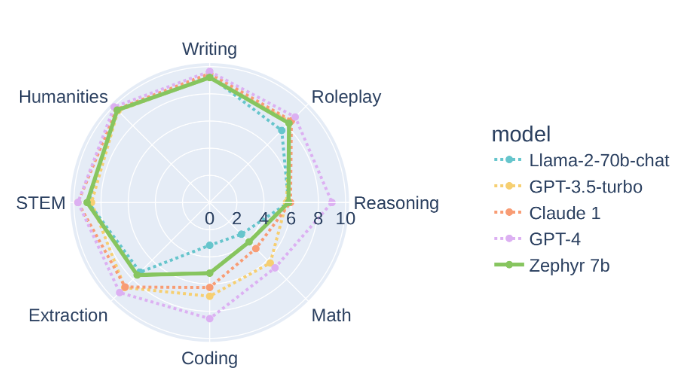 Writing
Humanities
Roleplay
STEM
0 2 4 6 8 10
Reasoning
Extraction
Math
Coding
model
Llama-2-70b-chat
GPT-3.5-turbo
Claude 1
GPT-4
Zephyr 7b